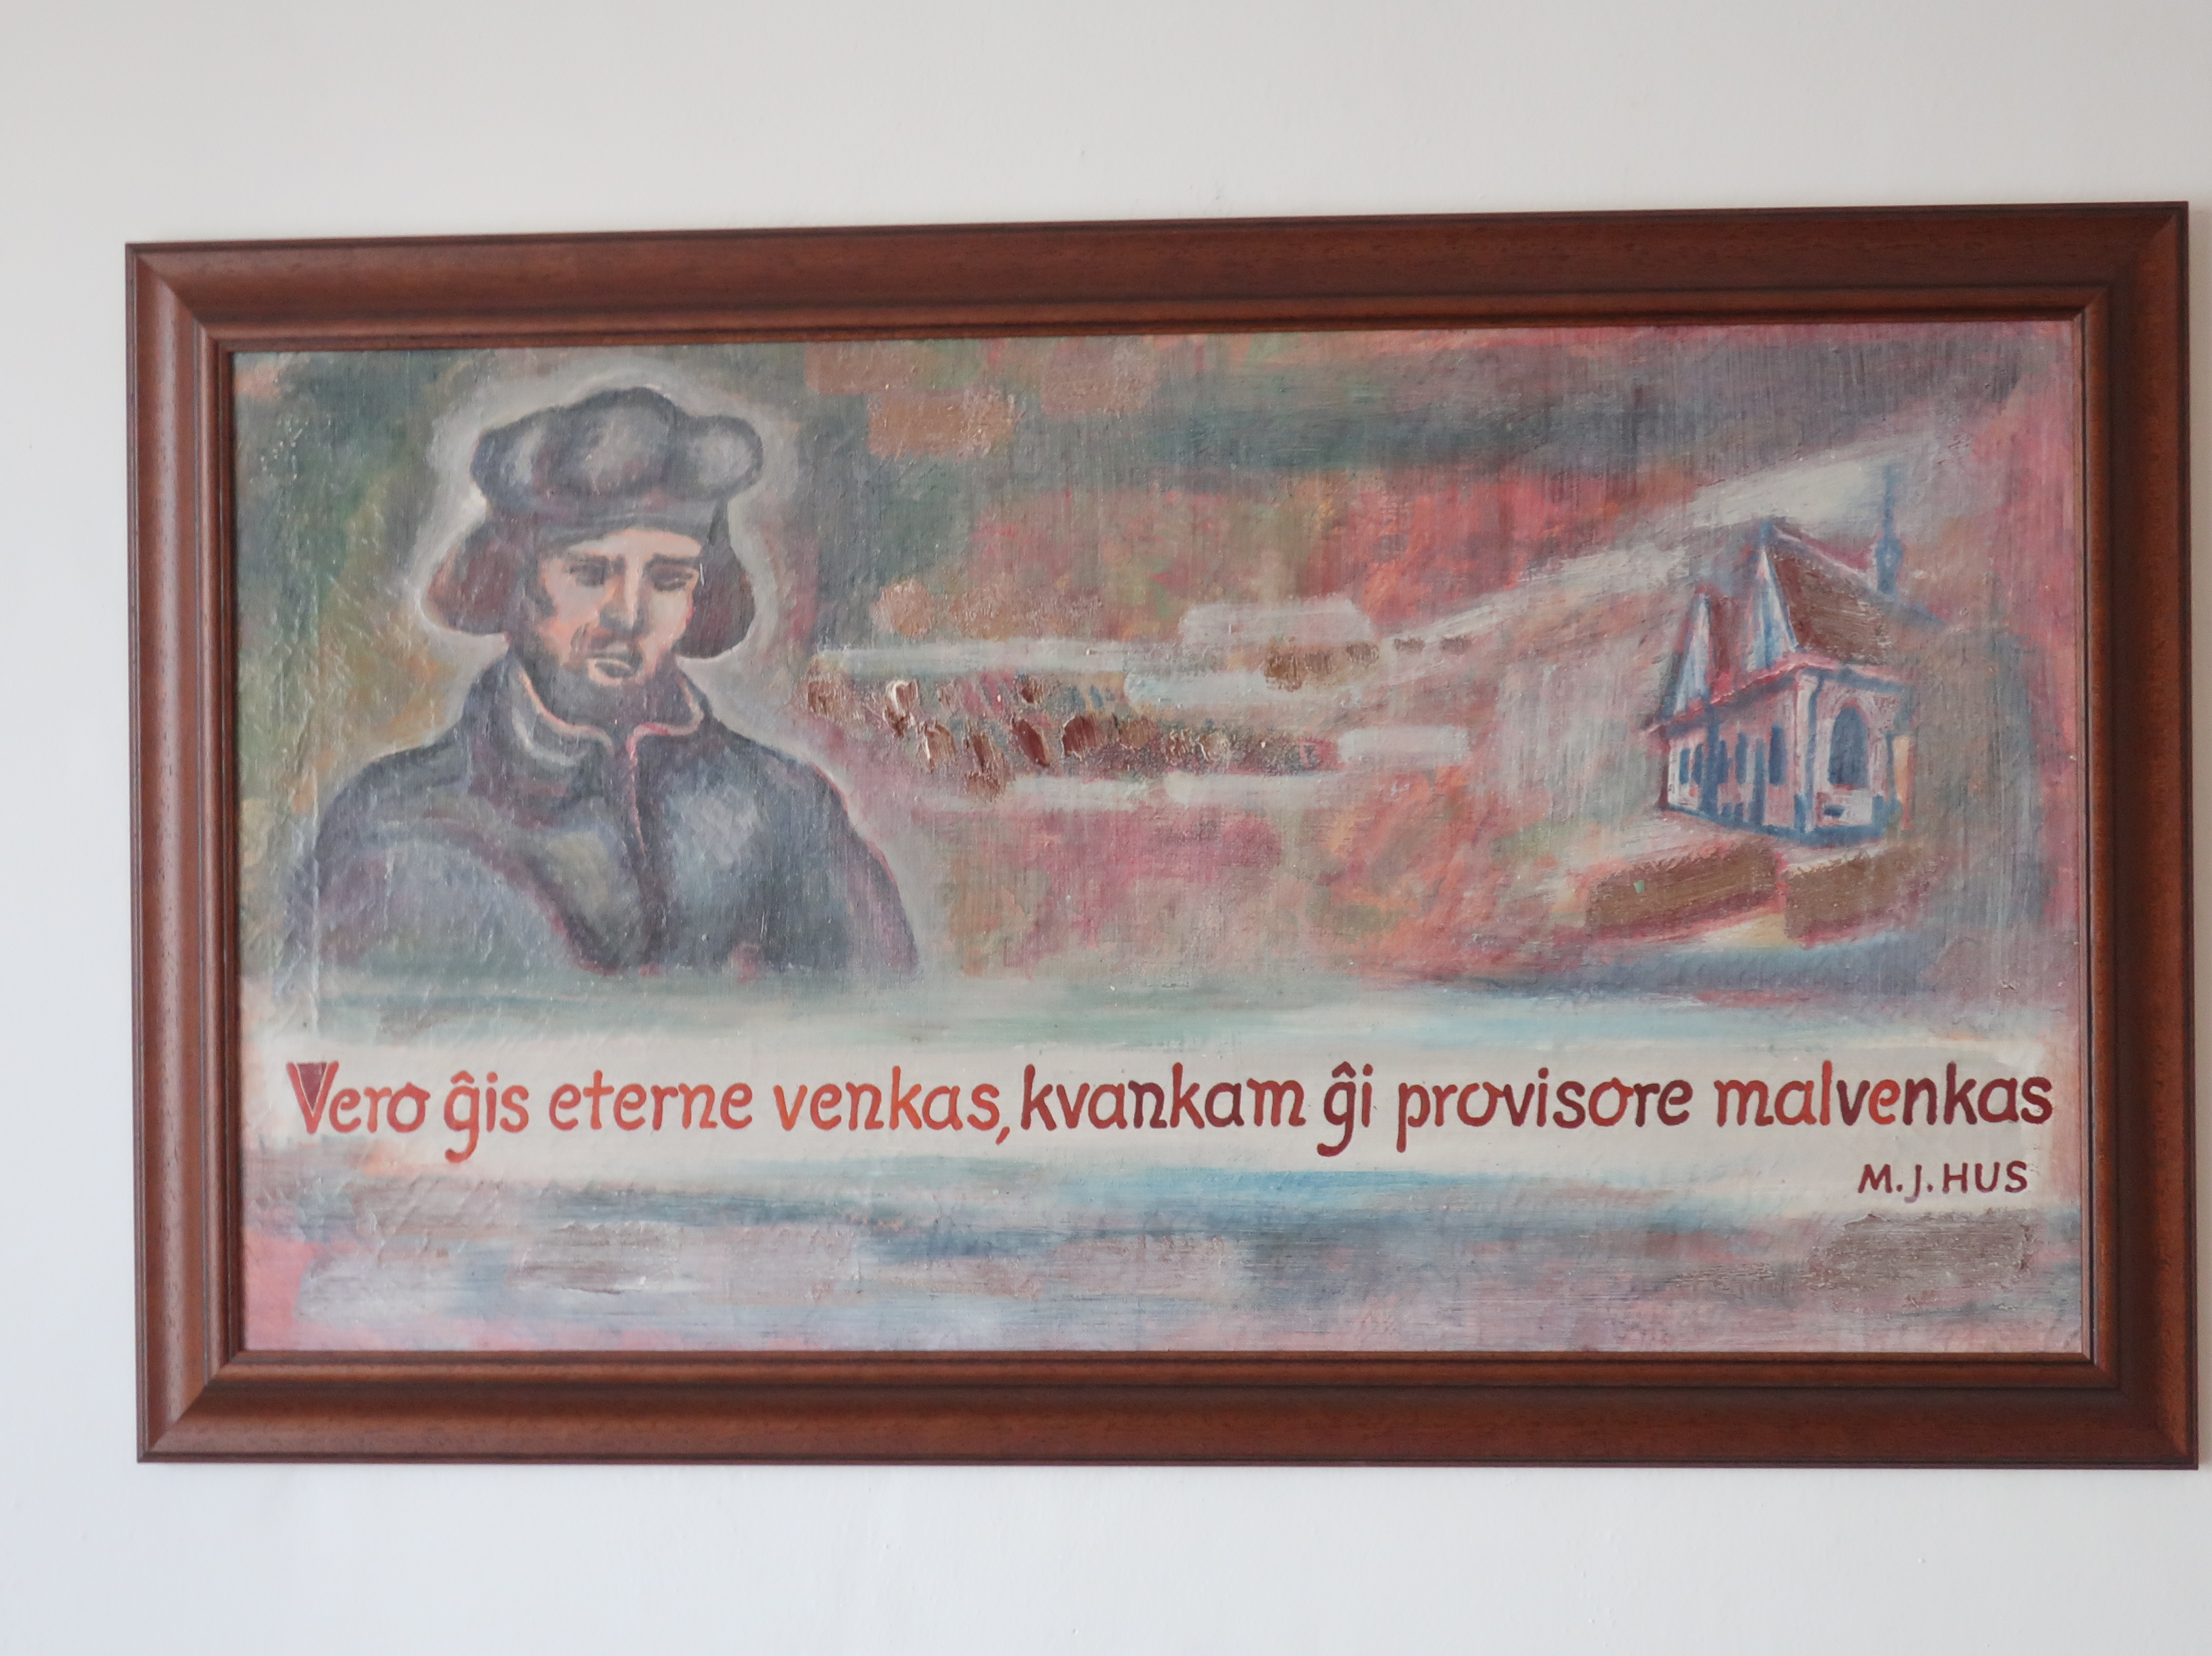 Vero ĝis eterne venkas, kvankam ĝi provisore malvenkas
M.J.HUS